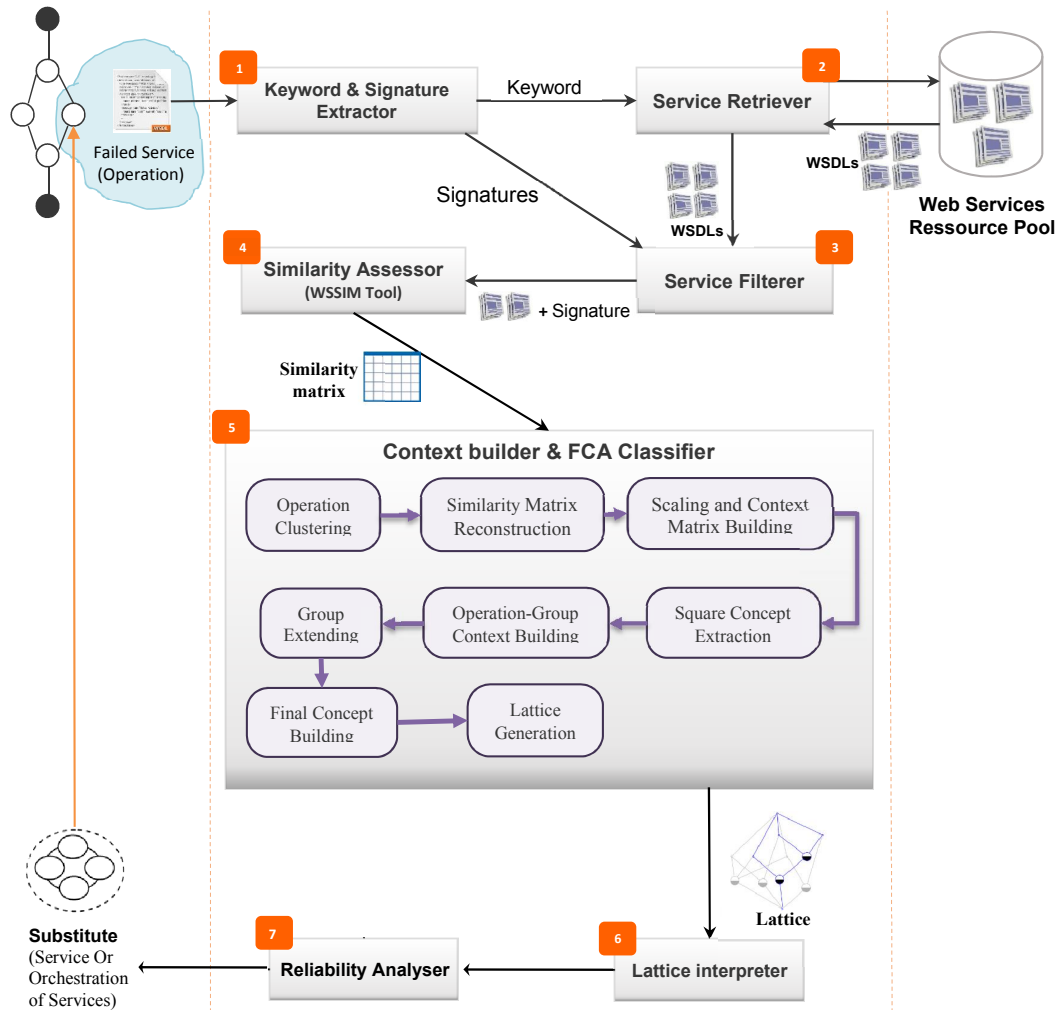 1
Keyword & Signature
Extractor
Keyword
2
Service Retriever
Failed Service
(Operation)
WSDLs
Web Services
Ressource Pool
Signatures
WSDLs
4
Similarity Assessor
(WSSIM Tool)
3
Service Filterer
+ Signature
Similarity
matrix
5
Context builder & FCA Classifier
Operation
Clustering
Similarity Matrix
Reconstruction
Scaling and Context
Matrix Building
Group
Extending
Operation-Group
Context Building
Square Concept
Extraction
Final Concept
Building
Lattice
Generation
Lattice
Substitute
(Service Or
Orchestration
of Services)
7
Reliability Analyser
6
Lattice interpreter